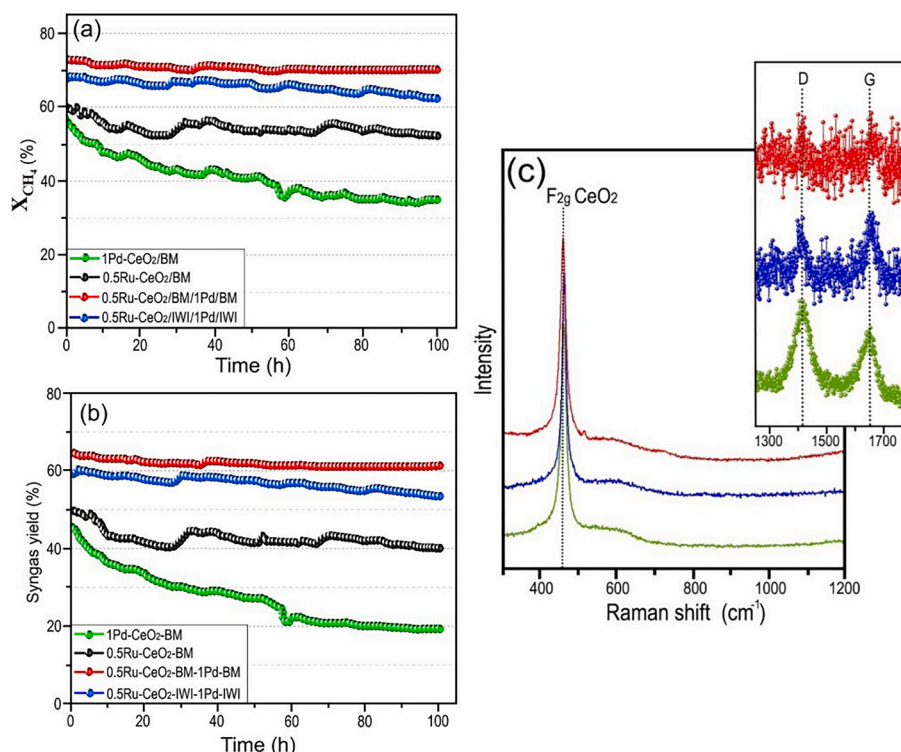 (a)
80
60
40
20
0
X_CH₄ (%)
1Pd-CeO₂/BM
0.5Ru-CeO₂/BM
0.5Ru-CeO₂/BM/1Pd/BM
0.5Ru-CeO₂/IWI/1Pd/IWI
0 20 40 60 80 100
Time (h)
(b)
80
60
40
20
0
Syngas yield (%)
1Pd-CeO₂-BM
0.5Ru-CeO₂-BM
0.5Ru-CeO₂-BM-1Pd-BM
0.5Ru-CeO₂-IWI-1Pd-IWI
0 20 40 60 80 100
Time (h)
(c)
F2g CeO₂
Intensity
400 600 800 1000 1200
Raman shift (cm⁻¹)
D G
1300 1500 1700